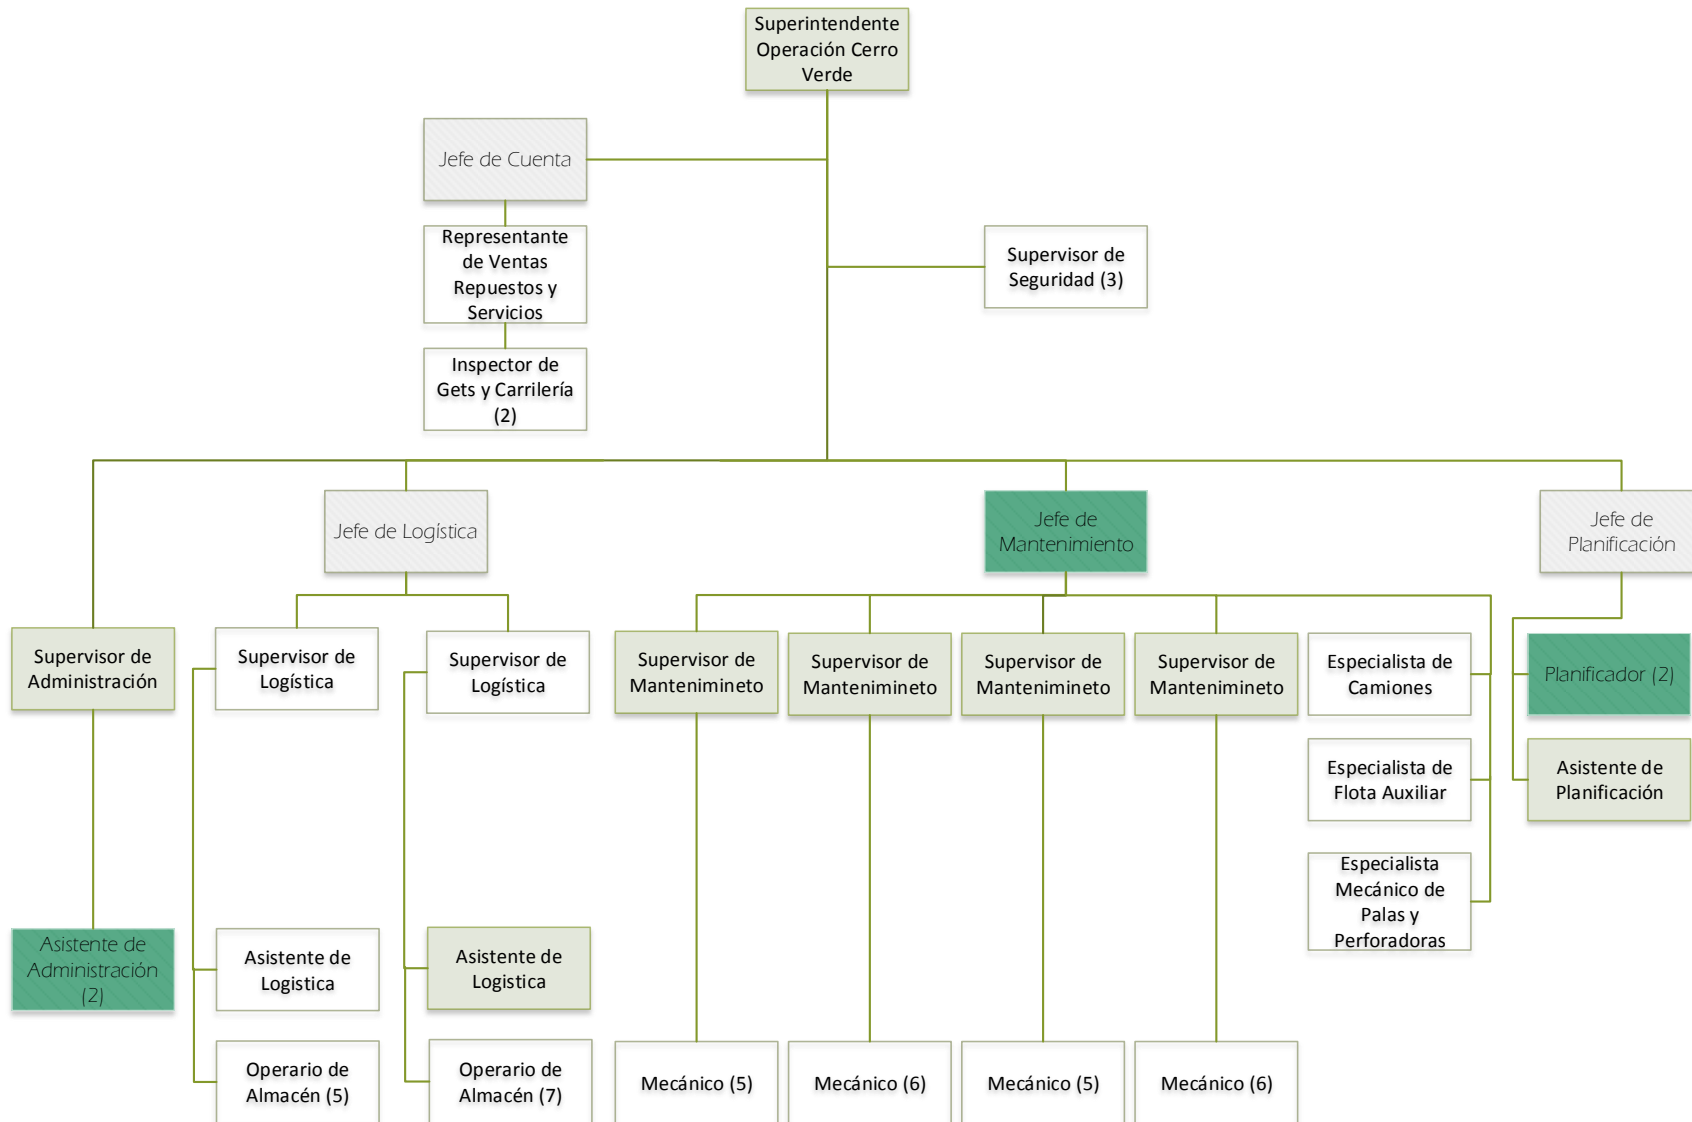 Superintendente
Operación Cerro
Verde
Jefe de Cuenta
Representante
de Ventas
Repuestos y
Servicios
Supervisor de
Seguridad (3)
Inspector de
Gets y Carrilería
(2)
Jefe de Logística
Jefe de
Mantenimiento
Jefe de
Planificación
Supervisor de
Administración
Supervisor de
Logística
Supervisor de
Logística
Supervisor de
Mantenimineto
Supervisor de
Mantenimineto
Supervisor de
Mantenimineto
Supervisor de
Mantenimineto
Especialista de
Camiones
Planificador (2)
Especialista de
Flota Auxiliar
Asistente de
Planificación
Especialista
Mecánico de
Palas y
Perforadoras
Asistente de
Administración
(2)
Asistente de
Logistica
Asistente de
Logistica
Operario de
Almacén (5)
Operario de
Almacén (7)
Mecánico (5)
Mecánico (6)
Mecánico (5)
Mecánico (6)